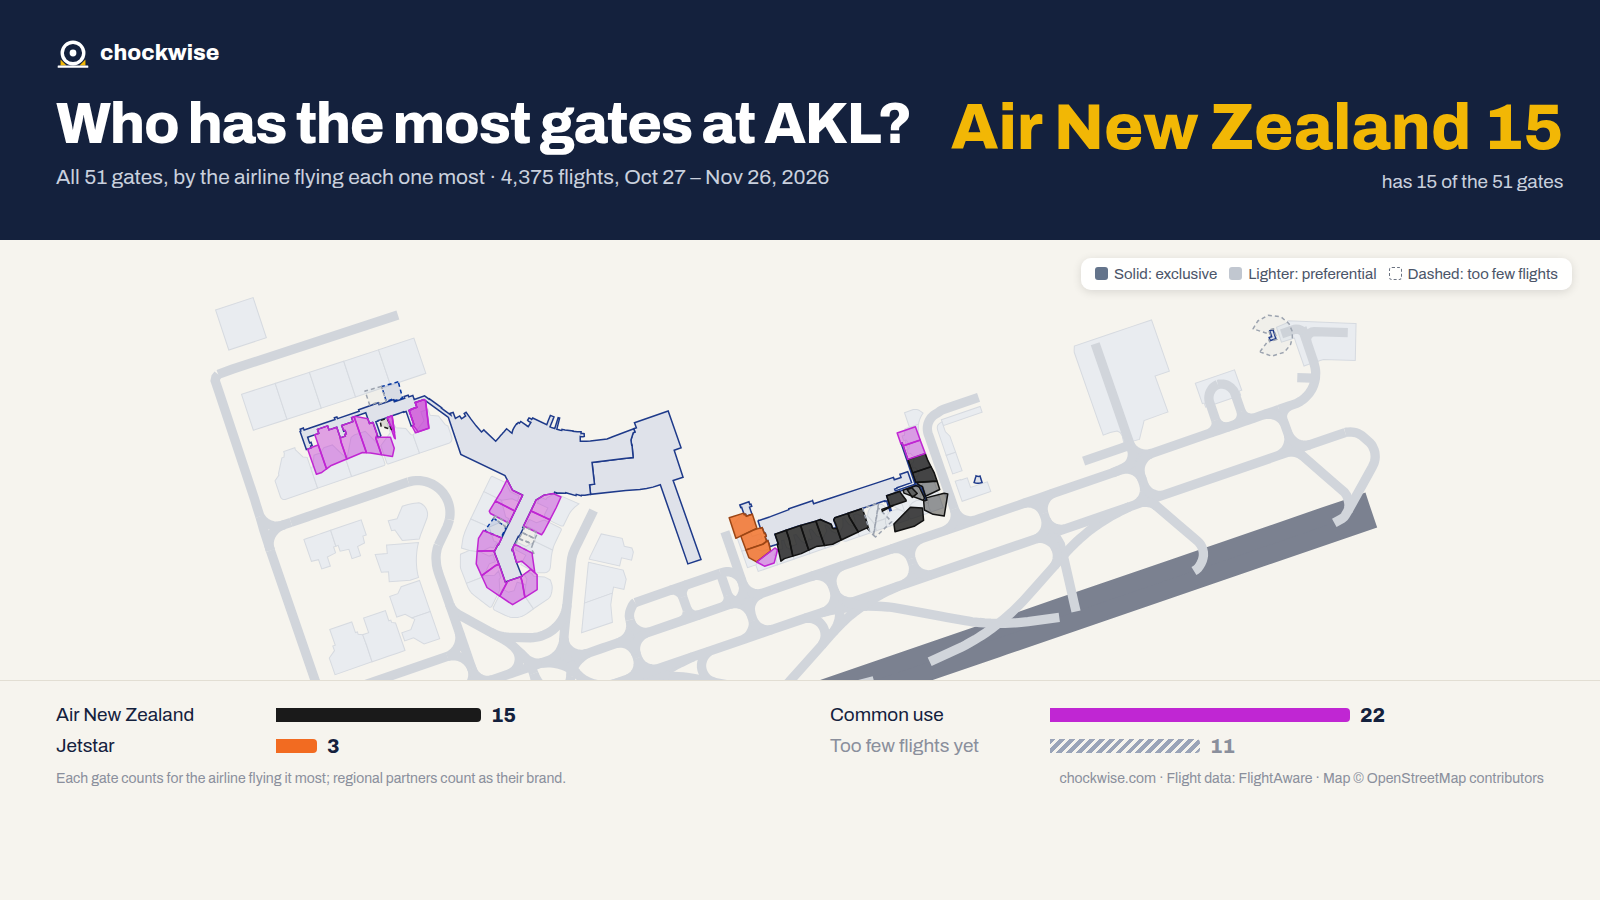 chockwise
Who has the most gates at AKL?
Air New Zealand 15
All 51 gates, by the airline flying each one most · 4,375 flights, Oct 27 – Nov 26, 2026
has 15 of the 51 gates
Solid: exclusive
Lighter: preferential
Dashed: too few flights
Air New Zealand 15
Jetstar 3
Common use 22
Too few flights yet 11
Each gate counts for the airline flying it most; regional partners count as their brand.
chockwise.com · Flight data: FlightAware · Map © OpenStreetMap contributors